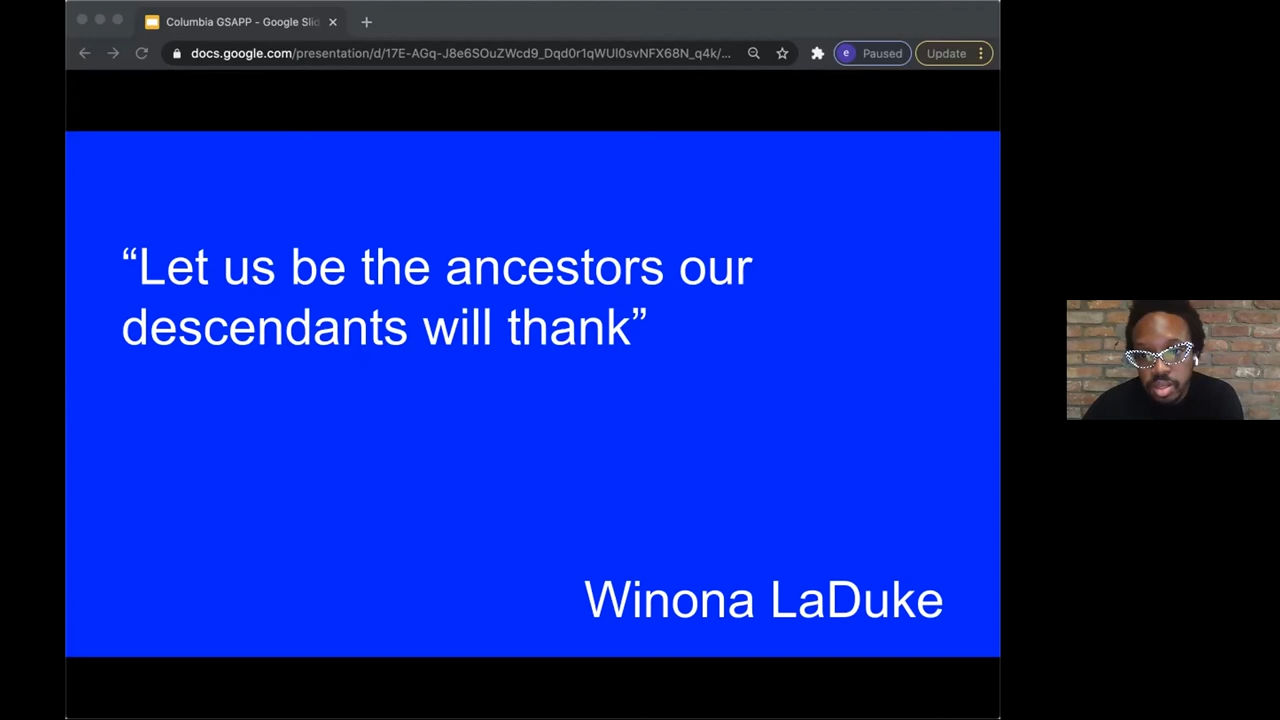 Columbia GSAPP - Google Slid
docs.google.com/presentation/d/17E-AGq-J8e6SOuZWcd9_Dqd0r1qWUl0svNFX68N_q4k/...
e
Paused
Update
“Let us be the ancestors our
descendants will thank”
Winona LaDuke